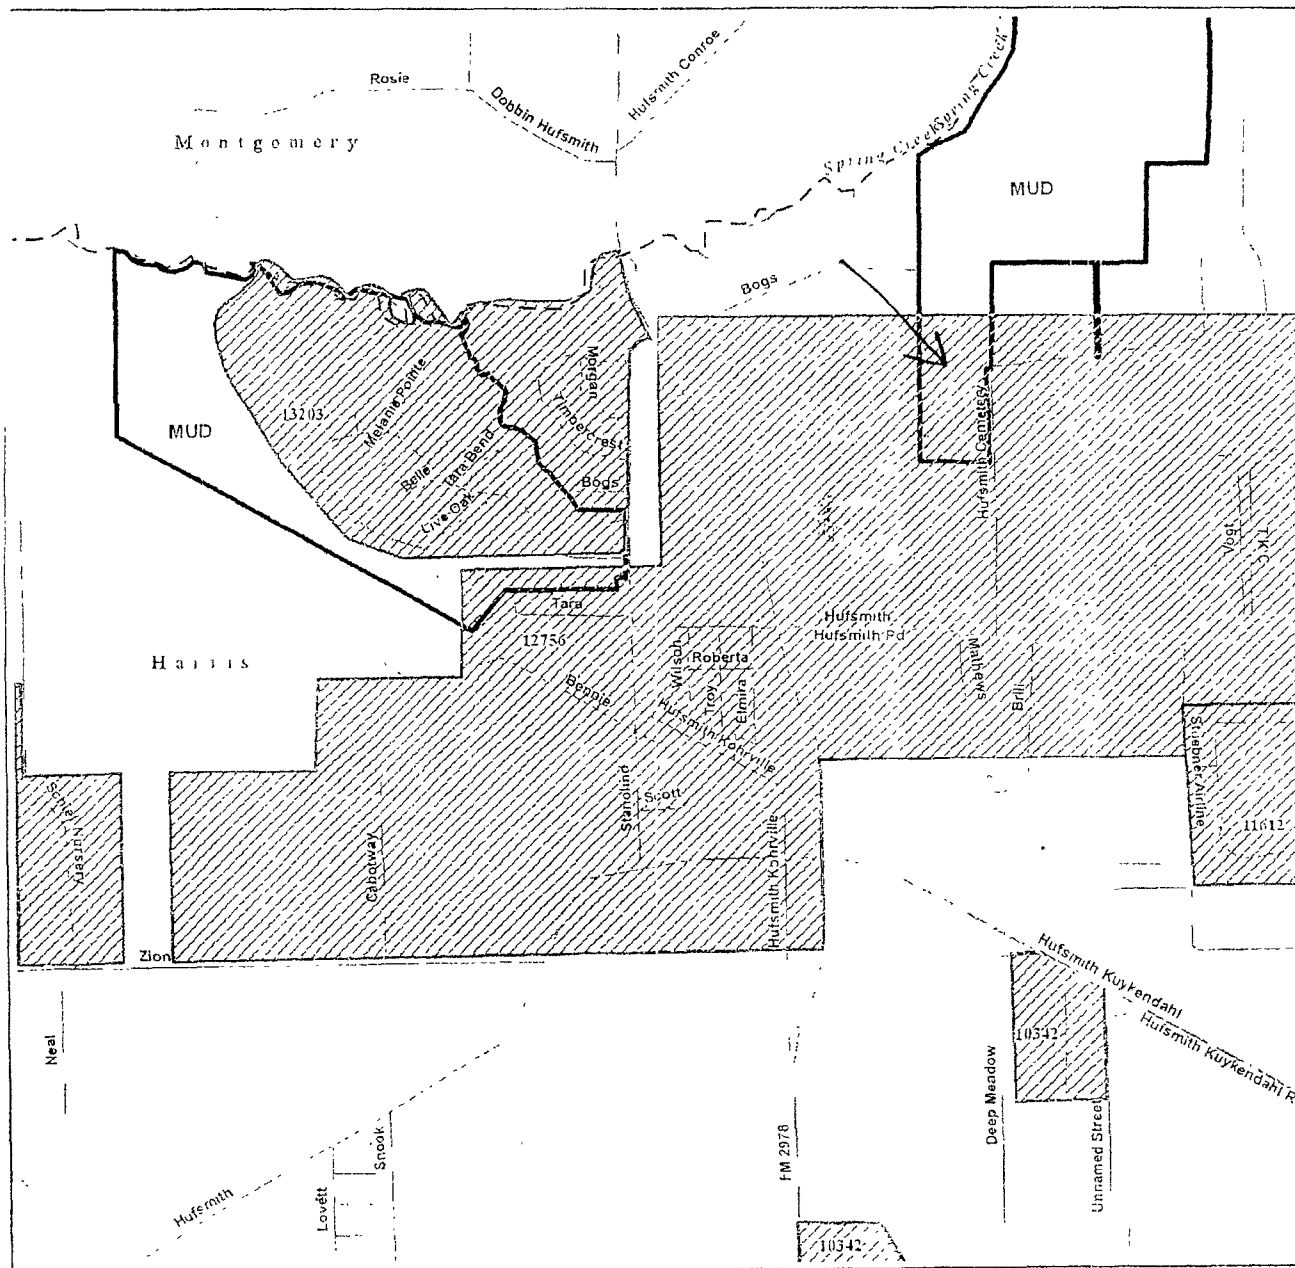 Rosie
Dobbin Hufsmith
Hufsmith Conroe
Montgomery
Spring Creek
Spring Creek
MUD
Bogs
Morgan
Timbercrest
Melanie Pointe
13203
MUD
Belle
Tara Bend
Live Oak
Bogs
Hufsmith Cemetery
Vogt
TKC
Tara
12756
Hufsmith
Hufsmith Rd
Harris
Wilson
Roberta
Troy
Elmira
Mathews
Brill
Bennie
Hufsmith Kohrville
Stuebner Airline
11612
Stanolind
Scott
Nursery
Cabotway
Hufsmith Kohrville
Zion
Hufsmith Kuykendahl
Hufsmith Kuykendahl R
10342
Neal
Deep Meadow
Unnamed Street
FM 2978
Snook
Lovett
Hufsmith
10342